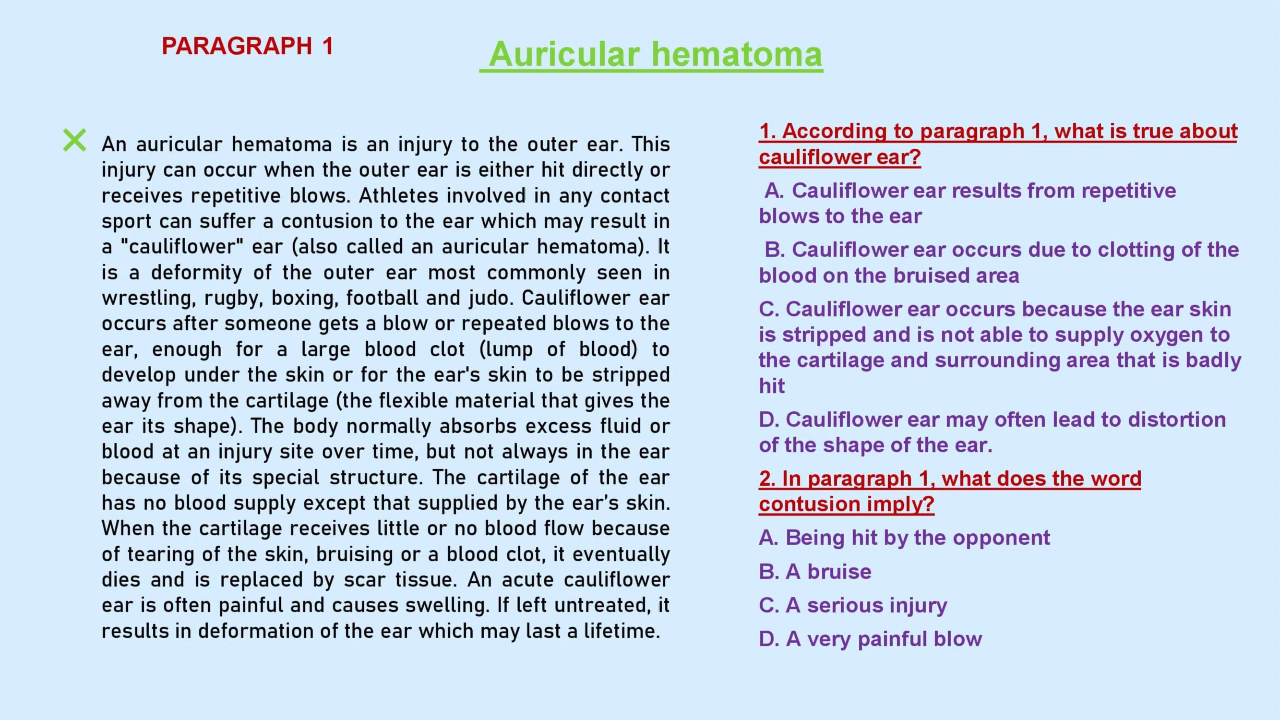 PARAGRAPH 1
Auricular hematoma
An auricular hematoma is an injury to the outer ear. This
injury can occur when the outer ear is either hit directly or
receives repetitive blows. Athletes involved in any contact
sport can suffer a contusion to the ear which may result in
a "cauliflower" ear (also called an auricular hematoma). It
is a deformity of the outer ear most commonly seen in
wrestling, rugby, boxing, football and judo. Cauliflower ear
occurs after someone gets a blow or repeated blows to the
ear, enough for a large blood clot (lump of blood) to
develop under the skin or for the ear's skin to be stripped
away from the cartilage (the flexible material that gives the
ear its shape). The body normally absorbs excess fluid or
blood at an injury site over time, but not always in the ear
because of its special structure. The cartilage of the ear
has no blood supply except that supplied by the ear’s skin.
When the cartilage receives little or no blood flow because
of tearing of the skin, bruising or a blood clot, it eventually
dies and is replaced by scar tissue. An acute cauliflower
ear is often painful and causes swelling. If left untreated, it
results in deformation of the ear which may last a lifetime.
1. According to paragraph 1, what is true about
cauliflower ear?
A. Cauliflower ear results from repetitive
blows to the ear
B. Cauliflower ear occurs due to clotting of the
blood on the bruised area
C. Cauliflower ear occurs because the ear skin
is stripped and is not able to supply oxygen to
the cartilage and surrounding area that is badly
hit
D. Cauliflower ear may often lead to distortion
of the shape of the ear.
2. In paragraph 1, what does the word
contusion imply?
A. Being hit by the opponent
B. A bruise
C. A serious injury
D. A very painful blow